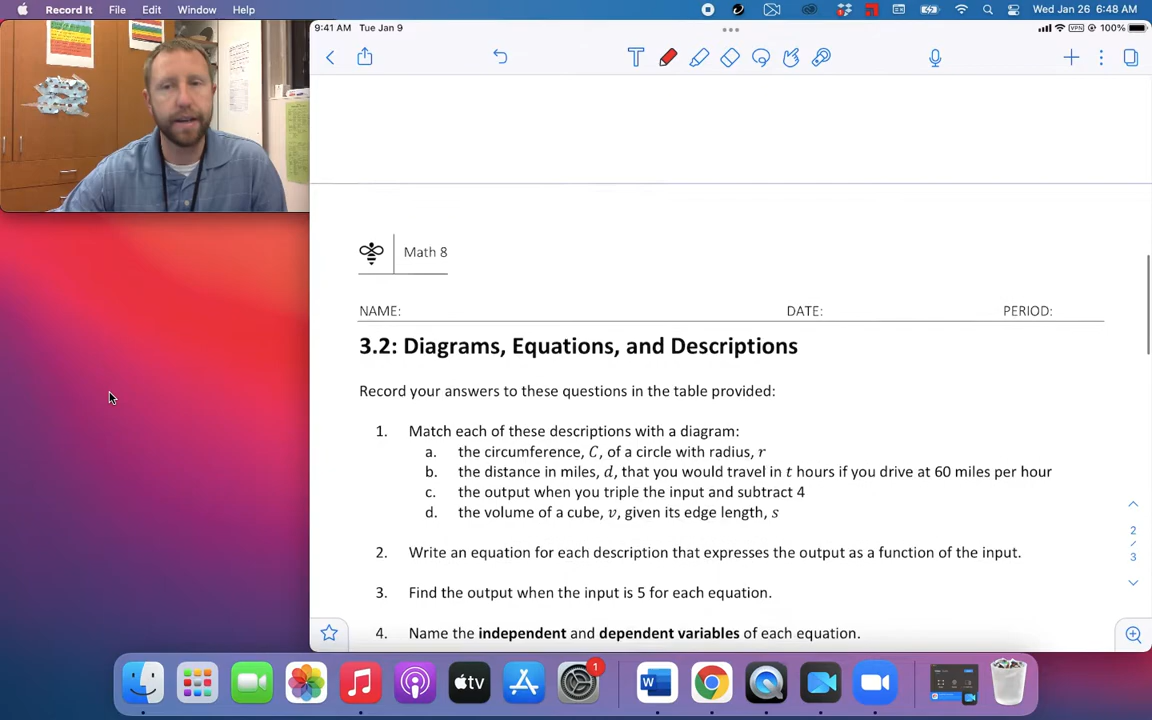 Record It File Edit Window Help
Wed Jan 26 6:48 AM
9:41 AM Tue Jan 9
VPN 100%
T
Math 8
NAME: DATE: PERIOD:
3.2: Diagrams, Equations, and Descriptions
Record your answers to these questions in the table provided:
1. Match each of these descriptions with a diagram:
a. the circumference, C, of a circle with radius, r
b. the distance in miles, d, that you would travel in t hours if you drive at 60 miles per hour
c. the output when you triple the input and subtract 4
d. the volume of a cube, v, given its edge length, s
2. Write an equation for each description that expresses the output as a function of the input.
3. Find the output when the input is 5 for each equation.
4. Name the independent and dependent variables of each equation.
2
/
3
tv
1
W